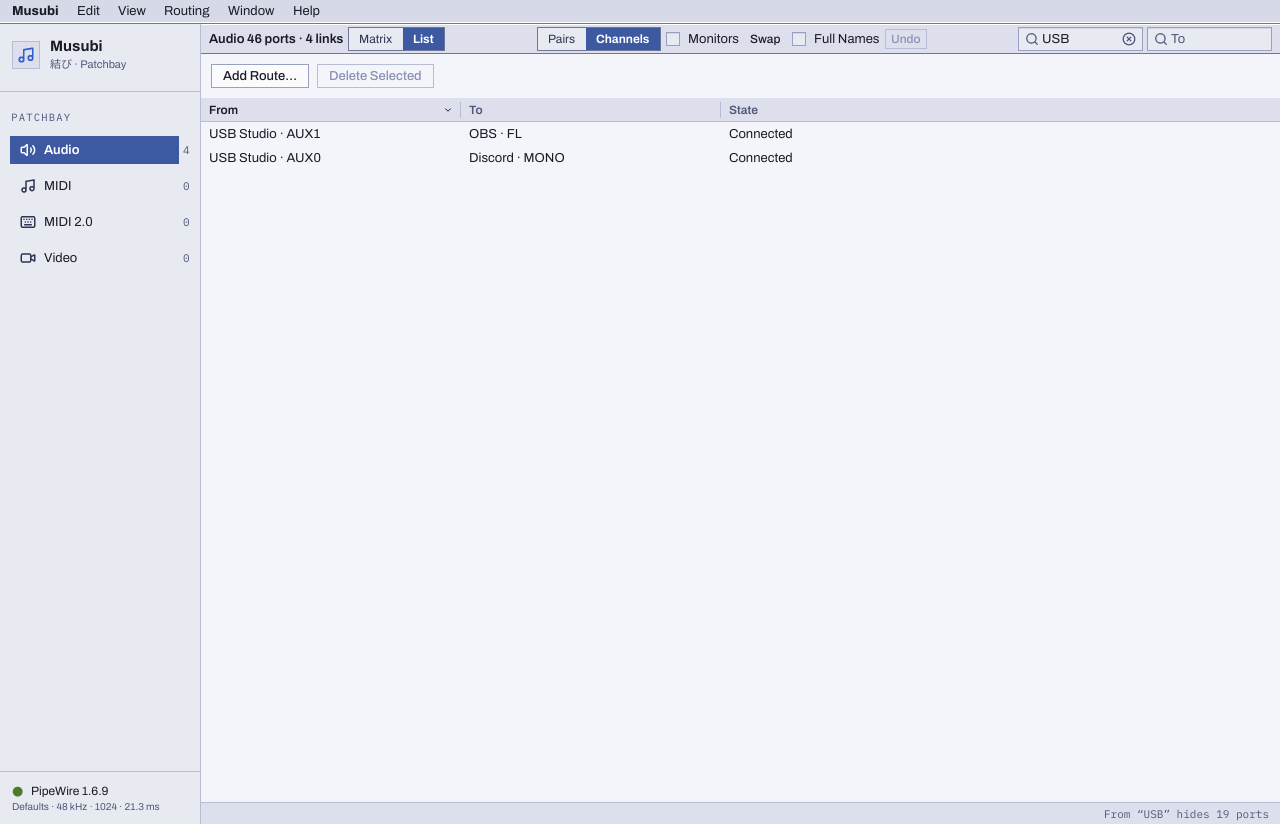 Musubi Edit View Routing Window Help
Musubi
結び · Patchbay
Audio 46 ports · 4 links Matrix List Pairs Channels Monitors Swap Full Names Undo USB To
Add Route... Delete Selected
PATCHBAY
Audio 4
MIDI 0
MIDI 2.0 0
Video 0
From To State
USB Studio · AUX1 OBS · FL Connected
USB Studio · AUX0 Discord · MONO Connected
PipeWire 1.6.9
Defaults · 48 kHz · 1024 · 21.3 ms
From “USB” hides 19 ports